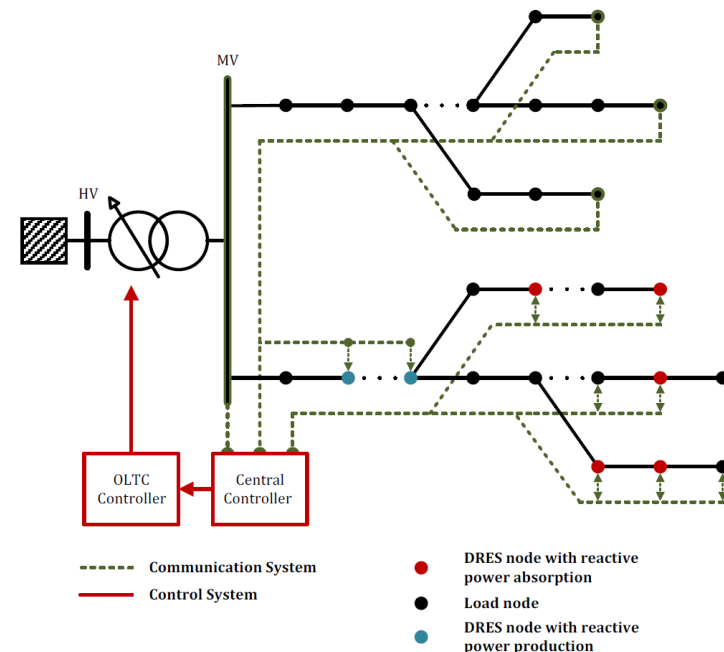 MV
HV
OLTC
Controller
Central
Controller
Communication System
Control System
DRES node with reactive
power absorption
Load node
DRES node with reactive
power production